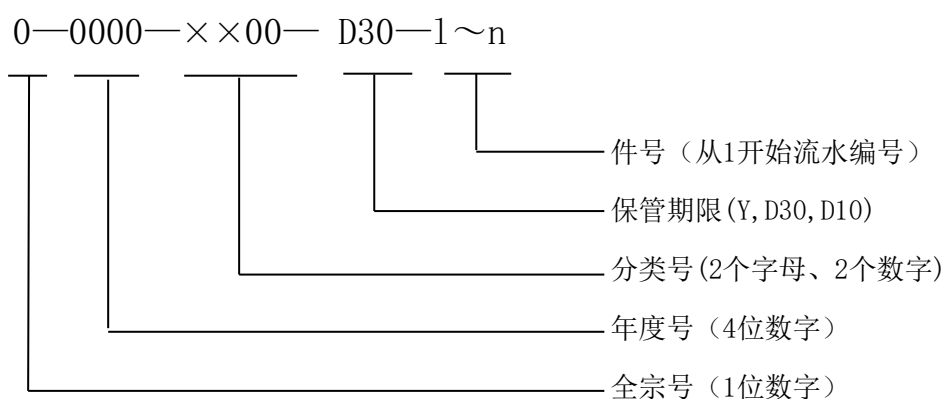 0—0000—××00— D30—1～n
件号（从1开始流水编号）
保管期限(Y,D30,D10)
分类号(2个字母、2个数字)
年度号（4位数字）
全宗号（1位数字）